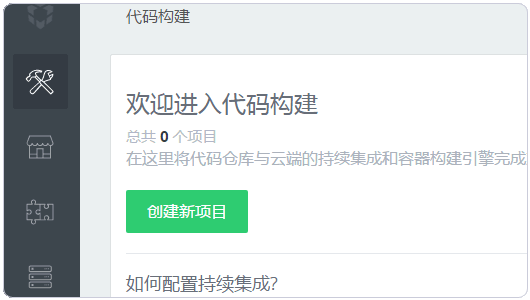 代码构建
欢迎进入代码构建
总共 0 个项目
在这里将代码仓库与云端的持续集成和容器构建引擎完成
创建新项目
如何配置持续集成?